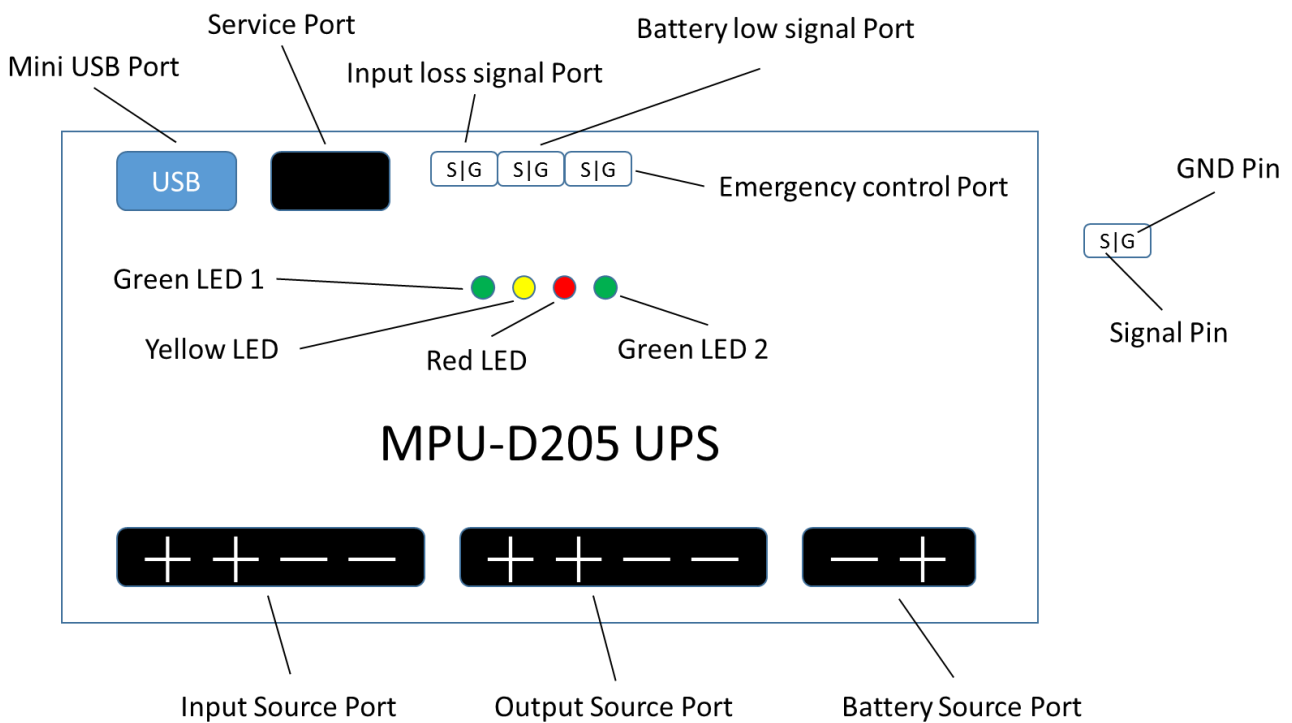 Service Port
Battery low signal Port
Mini USB Port
Input loss signal Port
USB
S|G S|G S|G
Emergency control Port
GND Pin
S|G
Green LED 1
Signal Pin
Yellow LED
Red LED
Green LED 2
MPU-D205 UPS
+ + - -
+ + - -
- +
Input Source Port
Output Source Port
Battery Source Port